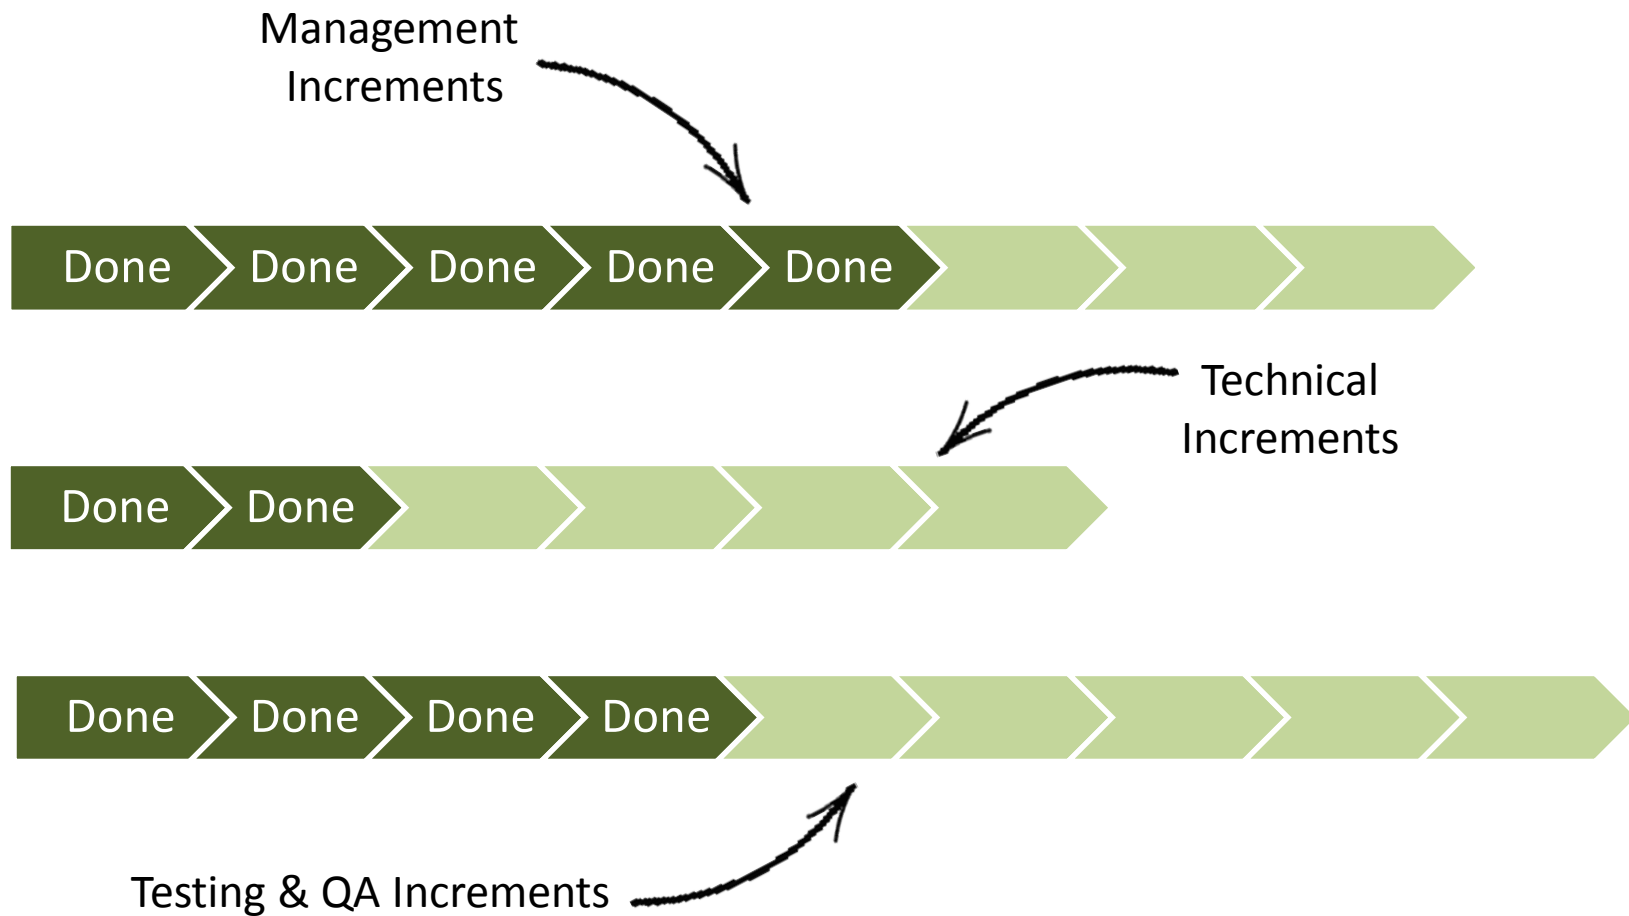 Management
Increments
Done Done Done Done Done
Technical
Increments
Done Done
Done Done Done Done
Testing & QA Increments